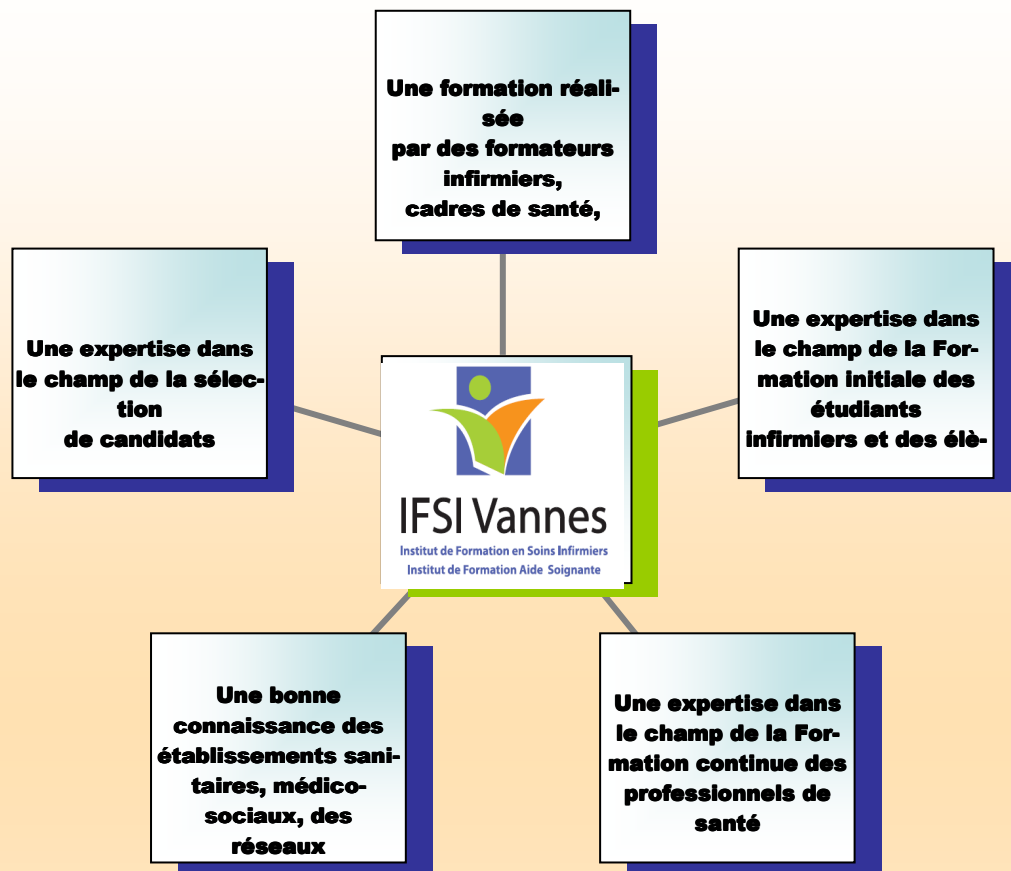 Une formation réali-
sée
par des formateurs
infirmiers,
cadres de santé,
Une expertise dans
le champ de la sélec-
tion
de candidats
Une expertise dans
le champ de la For-
mation initiale des
étudiants
infirmiers et des élè-
IFSI Vannes
Institut de Formation en Soins Infirmiers
Institut de Formation Aide Soignante
Une bonne
connaissance des
établissements sani-
taires, médico-
sociaux, des
réseaux
Une expertise dans
le champ de la For-
mation continue des
professionnels de
santé